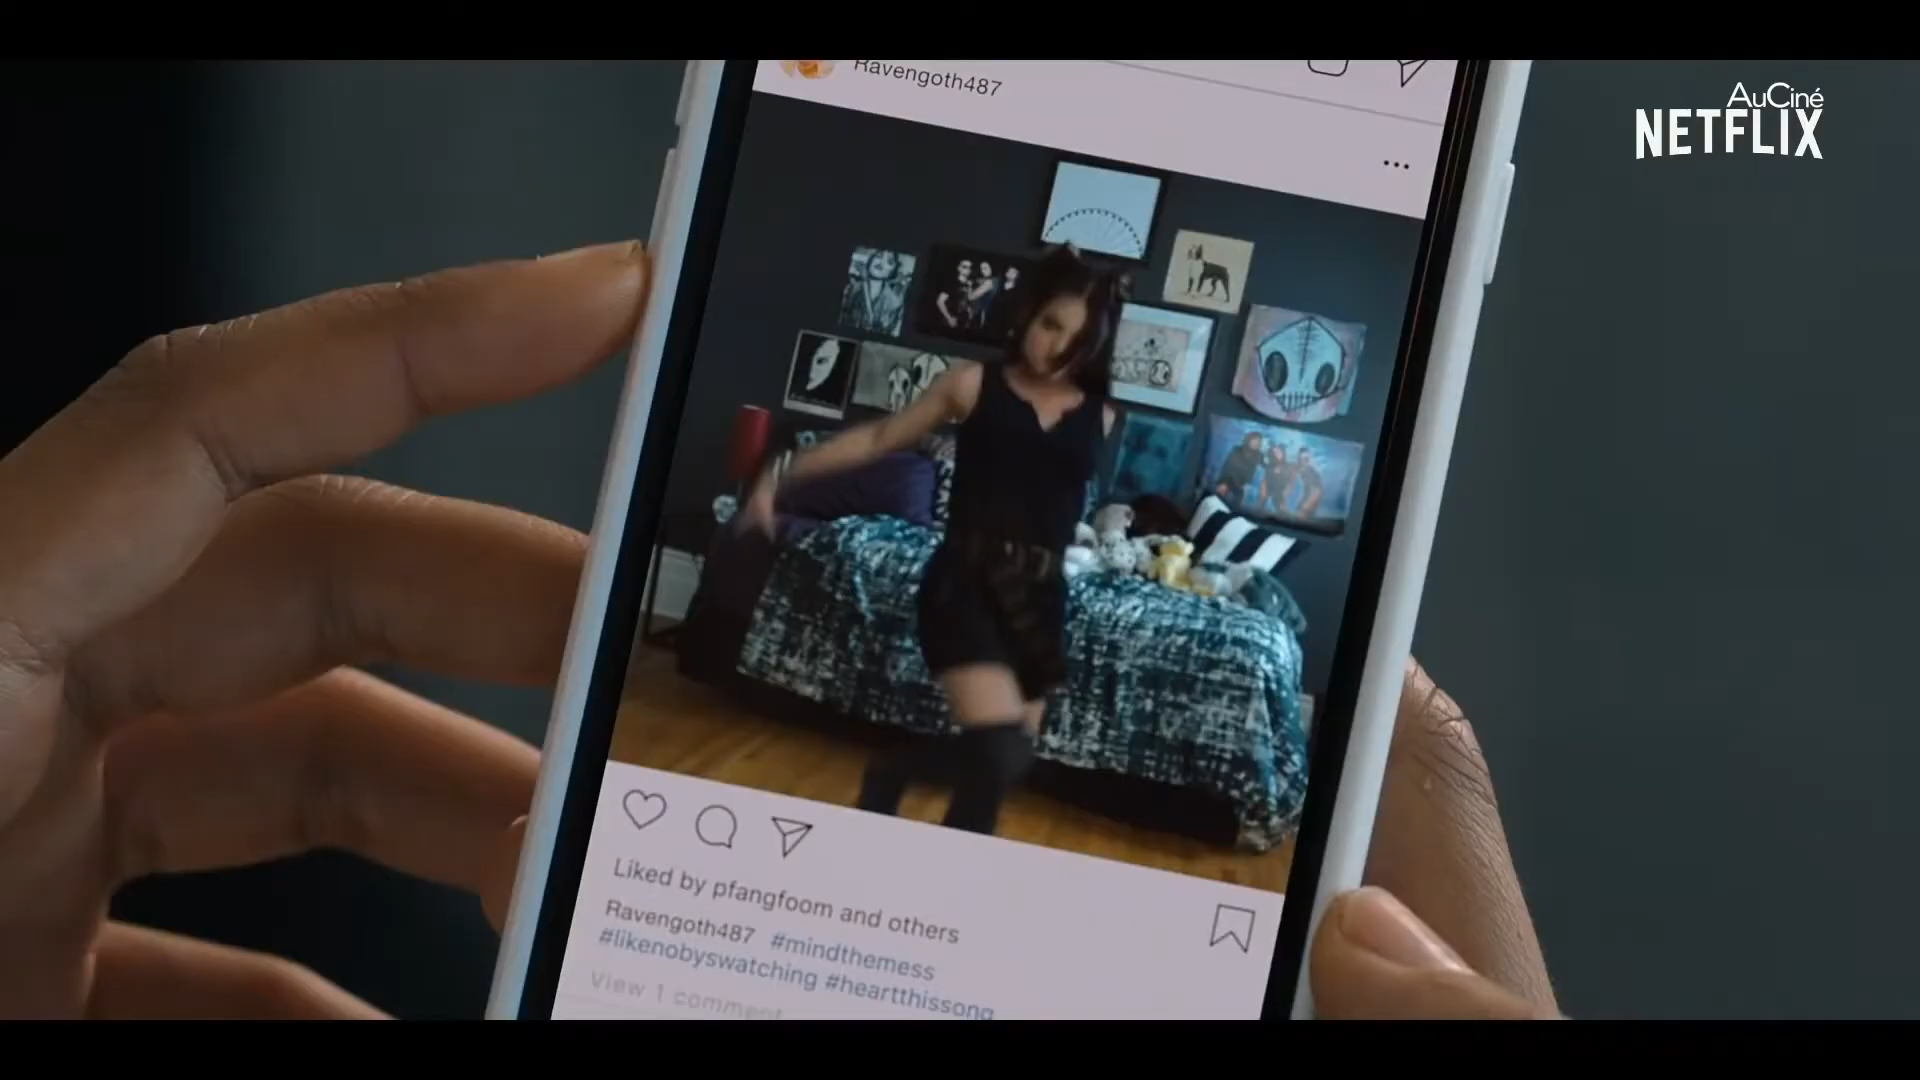 Ravengoth487
AuCiné
NETFLIX
Liked by pfangfoom and others
Ravengoth487 #mindthemess
#likenobyswatching #heartthissong
View 1 comment